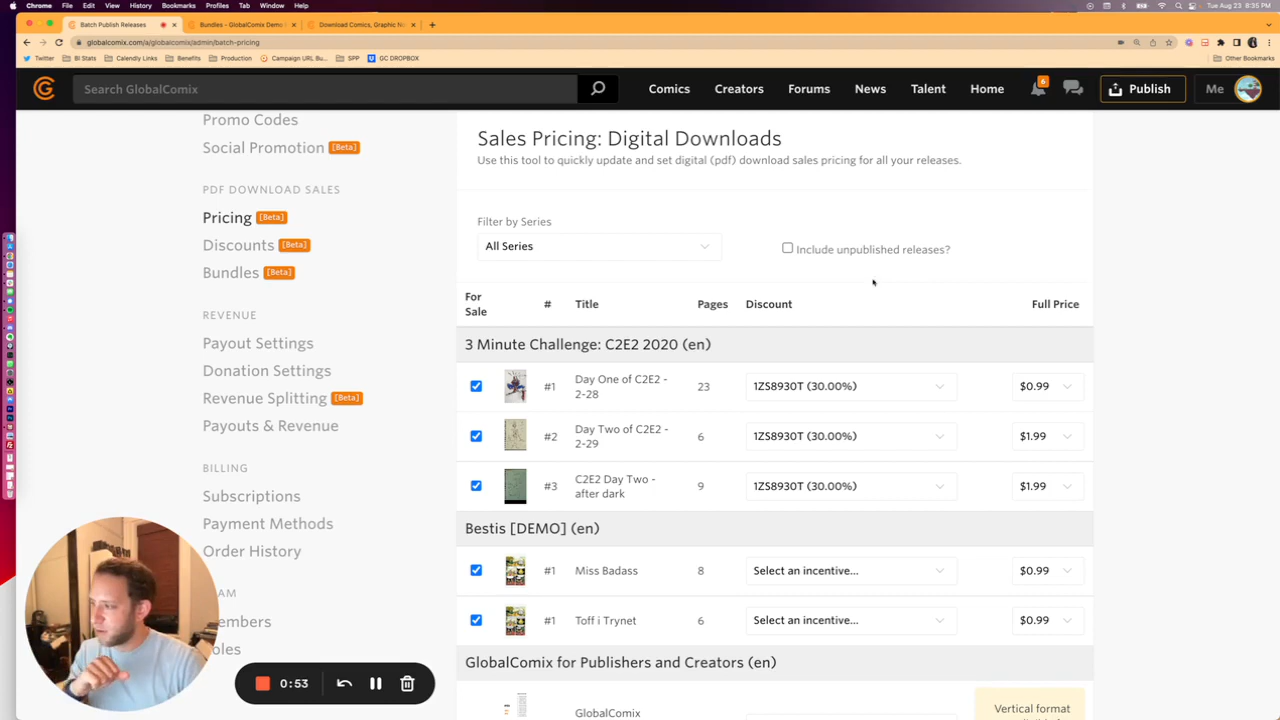 Chrome File Edit View History Bookmarks Profiles Tab Window Help
Tue Aug 23 8:35 PM
Batch Publish Releases
Bundles - GlobalComix Demo
Download Comics, Graphic N
globalcomix.com/a/globalcomix/admin/batch-pricing
Twitter BI Stats Calendly Links Benefits Production Campaign URL Bu... SPP GC DROPBOX Other Bookmarks
Search GlobalComix
Comics Creators Forums News Talent Home 6 Publish Me
Promo Codes
Social Promotion [Beta]
PDF DOWNLOAD SALES
Pricing [Beta]
Discounts [Beta]
Bundles [Beta]
REVENUE
Payout Settings
Donation Settings
Revenue Splitting [Beta]
Payouts & Revenue
BILLING
Subscriptions
Payment Methods
Order History
AM
embers
oles
0:53
Sales Pricing: Digital Downloads
Use this tool to quickly update and set digital (pdf) download sales pricing for all your releases.
Filter by Series
All Series
Include unpublished releases?
For Sale # Title Pages Discount Full Price
3 Minute Challenge: C2E2 2020 (en)
#1 Day One of C2E2 - 2-28 23 1ZS8930T (30.00%) $0.99
#2 Day Two of C2E2 - 2-29 6 1ZS8930T (30.00%) $1.99
#3 C2E2 Day Two - after dark 9 1ZS8930T (30.00%) $1.99
Bestis [DEMO] (en)
#1 Miss Badass 8 Select an incentive... $0.99
#1 Toff i Trynet 6 Select an incentive... $0.99
GlobalComix for Publishers and Creators (en)
GlobalComix
Vertical format